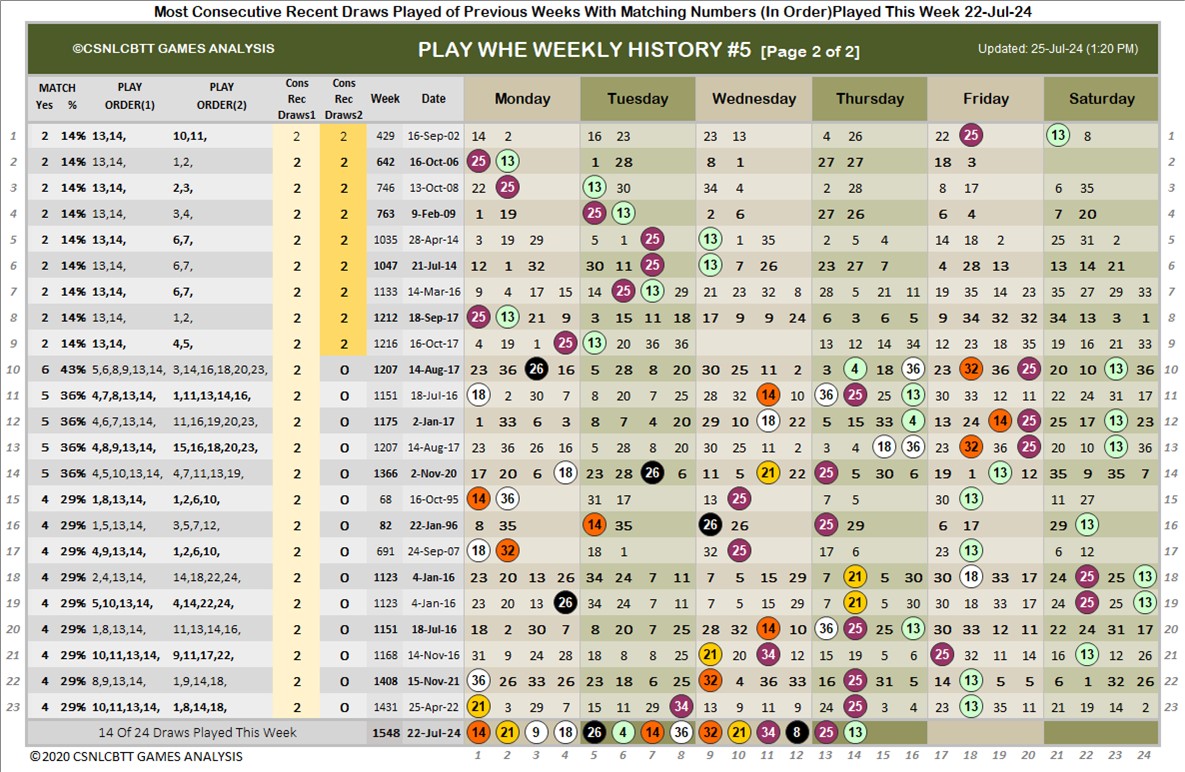 Most Consecutive Recent Draws Played of Previous Weeks With Matching Numbers (In Order)Played This Week 22-Jul-24
©CSNLCBTT GAMES ANALYSIS PLAY WHE WEEKLY HISTORY #5 [Page 2 of 2] Updated: 25-Jul-24 (1:20 PM)
MATCH Yes % PLAY ORDER(1) PLAY ORDER(2) Cons Rec Draws1 Cons Rec Draws2 Week Date Monday Tuesday Wednesday Thursday Friday Saturday
1 2 14% 13,14, 10,11, 2 2 429 16-Sep-02 14 2 16 23 23 13 4 26 22 25 13 8 1
2 2 14% 13,14, 1,2, 2 2 642 16-Oct-06 25 13 1 28 8 1 27 27 18 3 2
3 2 14% 13,14, 2,3, 2 2 746 13-Oct-08 22 25 13 30 34 4 2 28 8 17 6 35 3
4 2 14% 13,14, 3,4, 2 2 763 9-Feb-09 1 19 25 13 2 6 27 26 6 4 7 20 4
5 2 14% 13,14, 6,7, 2 2 1035 28-Apr-14 3 19 29 5 1 25 13 1 35 2 5 4 14 18 2 25 31 2 5
6 2 14% 13,14, 6,7, 2 2 1047 21-Jul-14 12 1 32 30 11 25 13 7 26 23 27 7 4 28 13 13 14 21 6
7 2 14% 13,14, 6,7, 2 2 1133 14-Mar-16 9 4 17 15 14 25 13 29 21 23 32 8 28 5 21 11 19 35 14 23 35 27 29 33 7
8 2 14% 13,14, 1,2, 2 2 1212 18-Sep-17 25 13 21 9 3 15 11 18 17 9 9 24 6 3 6 5 9 34 32 32 34 13 3 1 8
9 2 14% 13,14, 4,5, 2 2 1216 16-Oct-17 4 19 1 25 13 20 36 36 13 12 14 34 12 23 18 35 19 16 21 33 9
10 6 43% 5,6,8,9,13,14, 3,14,16,18,20,23, 2 0 1207 14-Aug-17 23 36 26 16 5 28 8 20 30 25 11 2 3 4 18 36 23 32 36 25 20 10 13 36 10
11 5 36% 4,7,8,13,14, 1,11,13,14,16, 2 0 1151 18-Jul-16 18 2 30 7 8 20 7 25 28 32 14 10 36 25 25 13 30 33 12 11 22 24 31 17 11
12 5 36% 4,6,7,13,14, 11,16,19,20,23, 2 0 1175 2-Jan-17 1 33 6 3 8 7 4 20 29 10 18 22 5 15 33 4 13 24 14 25 25 17 13 23 12
13 5 36% 4,8,9,13,14, 15,16,18,20,23, 2 0 1207 14-Aug-17 23 36 26 16 5 28 8 20 30 25 11 2 3 4 18 36 23 32 36 25 20 10 13 36 13
14 5 36% 4,5,10,13,14, 4,7,11,13,19, 2 0 1366 2-Nov-20 17 20 6 18 23 28 26 6 11 5 21 22 25 5 30 6 19 1 13 12 35 9 35 7 14
15 4 29% 1,8,13,14, 1,2,6,10, 2 0 68 16-Oct-95 14 36 31 17 13 25 7 5 30 13 11 27 15
16 4 29% 1,5,13,14, 3,5,7,12, 2 0 82 22-Jan-96 8 35 14 35 26 26 25 29 6 17 22 13 16
17 4 29% 4,9,13,14, 1,2,6,10, 2 0 691 24-Sep-07 18 32 18 1 32 25 17 6 23 13 6 12 17
18 4 29% 2,4,13,14, 14,18,22,24, 2 0 1123 4-Jan-16 23 20 13 26 34 24 7 11 7 5 15 29 7 21 5 30 30 18 33 17 24 25 25 13 18
19 4 29% 5,10,13,14, 4,14,22,24, 2 0 1123 4-Jan-16 23 20 13 26 34 24 7 11 7 5 15 29 7 21 5 30 30 18 33 17 24 25 25 13 19
20 4 29% 1,8,13,14, 11,13,14,16, 2 0 1151 18-Jul-16 18 2 30 7 8 20 7 25 28 32 14 10 36 25 25 13 30 33 12 11 22 24 31 17 20
21 4 29% 10,11,13,14, 9,11,17,22, 2 0 1168 14-Nov-16 31 9 24 28 18 8 8 25 21 20 34 12 15 19 5 6 25 32 11 14 16 13 12 26 21
22 4 29% 8,9,13,14, 1,9,14,18, 2 0 1408 15-Nov-21 36 26 33 26 23 18 6 25 32 4 36 33 16 25 31 5 14 13 5 5 6 1 32 26 22
23 4 29% 10,11,13,14, 1,8,14,18, 2 0 1431 25-Apr-22 21 3 29 7 15 11 29 34 13 9 11 9 24 25 3 4 23 13 35 11 21 19 14 2 23
14 Of 24 Draws Played This Week 1548 22-Jul-24 14 21 9 18 26 4 14 36 32 21 34 8 25 13
©2020 CSNLCBTT GAMES ANALYSIS 1 2 3 4 5 6 7 8 9 10 11 12 13 14 15 16 17 18 19 20 21 22 23 24